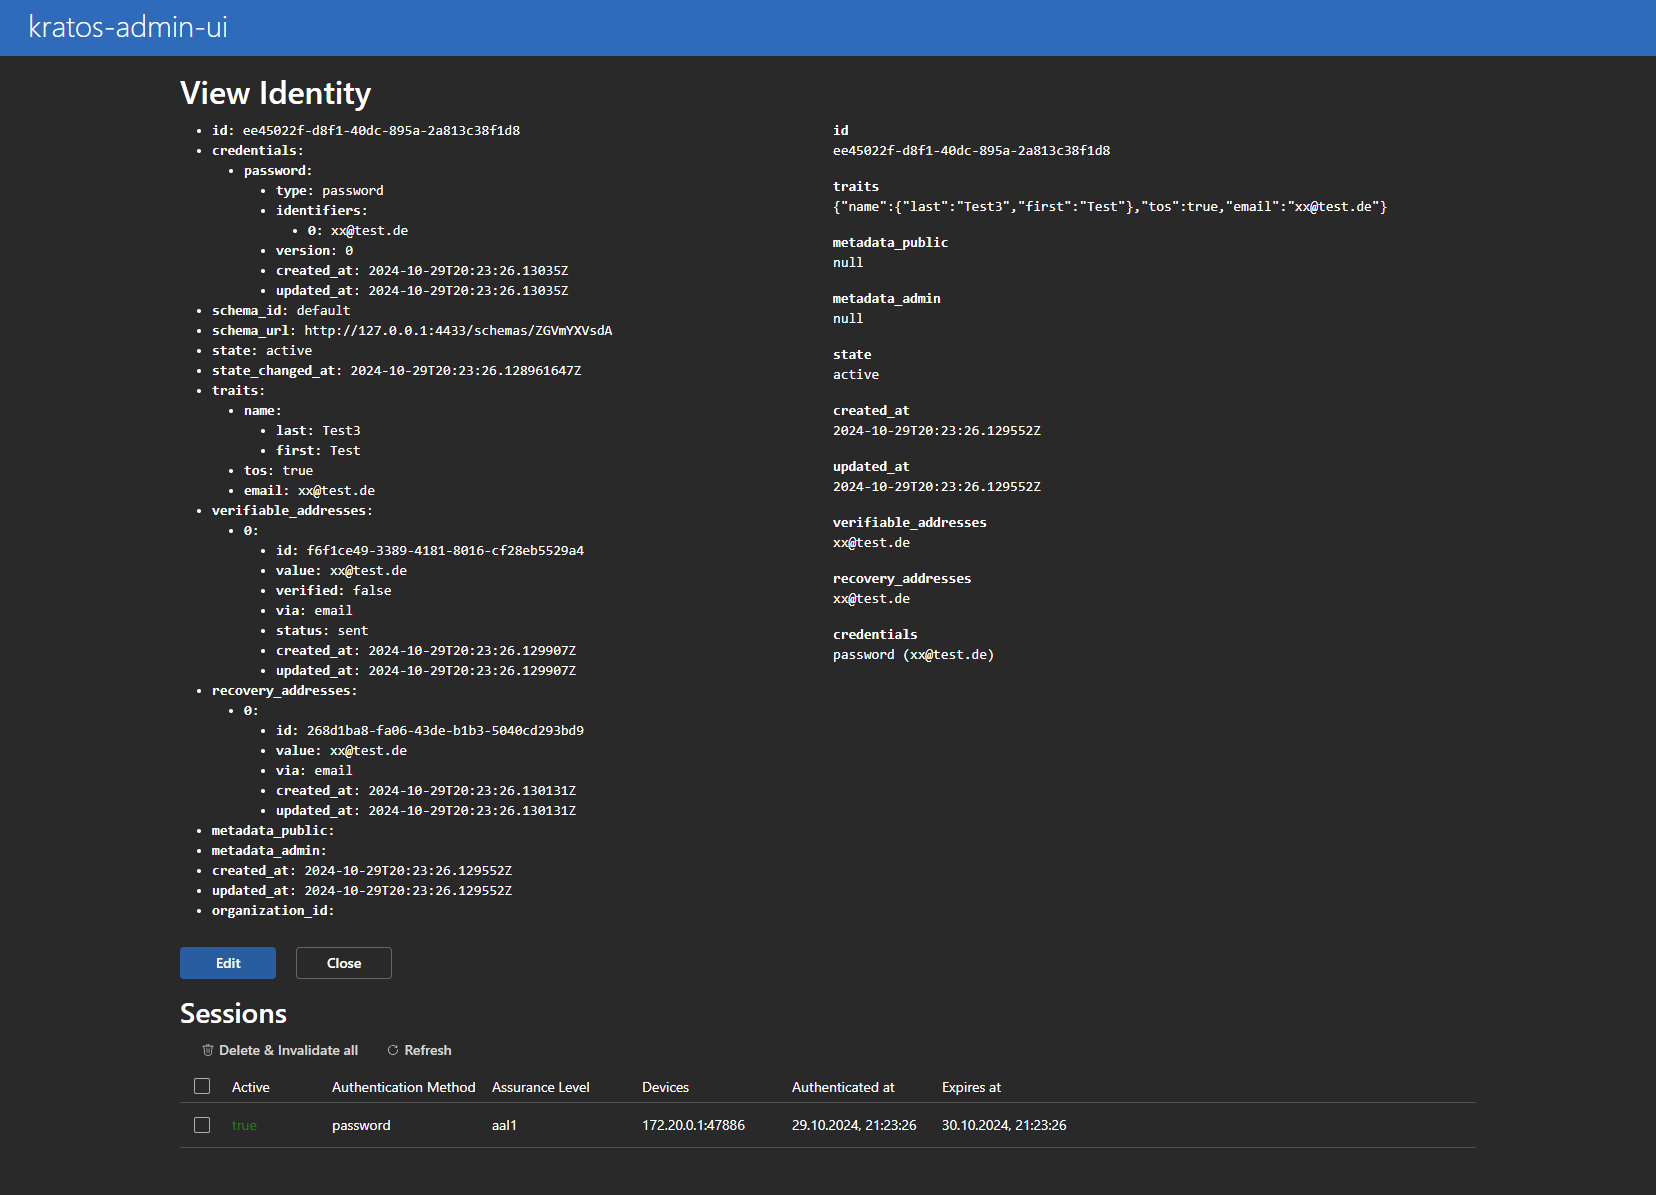 kratos-admin-ui
View Identity
id: ee45022f-d8f1-40dc-895a-2a813c38f1d8
credentials:
password:
type: password
identifiers:
0: xx@test.de
version: 0
created_at: 2024-10-29T20:23:26.13035Z
updated_at: 2024-10-29T20:23:26.13035Z
schema_id: default
schema_url: http://127.0.0.1:4433/schemas/ZGVmYXVsdA
state: active
state_changed_at: 2024-10-29T20:23:26.128961647Z
traits:
name:
last: Test3
first: Test
tos: true
email: xx@test.de
verifiable_addresses:
0:
id: f6f1ce49-3389-4181-8016-cf28eb5529a4
value: xx@test.de
verified: false
via: email
status: sent
created_at: 2024-10-29T20:23:26.129907Z
updated_at: 2024-10-29T20:23:26.129907Z
recovery_addresses:
0:
id: 268d1ba8-fa06-43de-b1b3-5040cd293bd9
value: xx@test.de
via: email
created_at: 2024-10-29T20:23:26.130131Z
updated_at: 2024-10-29T20:23:26.130131Z
metadata_public:
metadata_admin:
created_at: 2024-10-29T20:23:26.129552Z
updated_at: 2024-10-29T20:23:26.129552Z
organization_id:
id
ee45022f-d8f1-40dc-895a-2a813c38f1d8
traits
{"name":{"last":"Test3","first":"Test"},"tos":true,"email":"xx@test.de"}
metadata_public
null
metadata_admin
null
state
active
created_at
2024-10-29T20:23:26.129552Z
updated_at
2024-10-29T20:23:26.129552Z
verifiable_addresses
xx@test.de
recovery_addresses
xx@test.de
credentials
password (xx@test.de)
Edit Close
Sessions
Delete & Invalidate all Refresh
Active Authentication Method Assurance Level Devices Authenticated at Expires at
true password aal1 172.20.0.1:47886 29.10.2024, 21:23:26 30.10.2024, 21:23:26